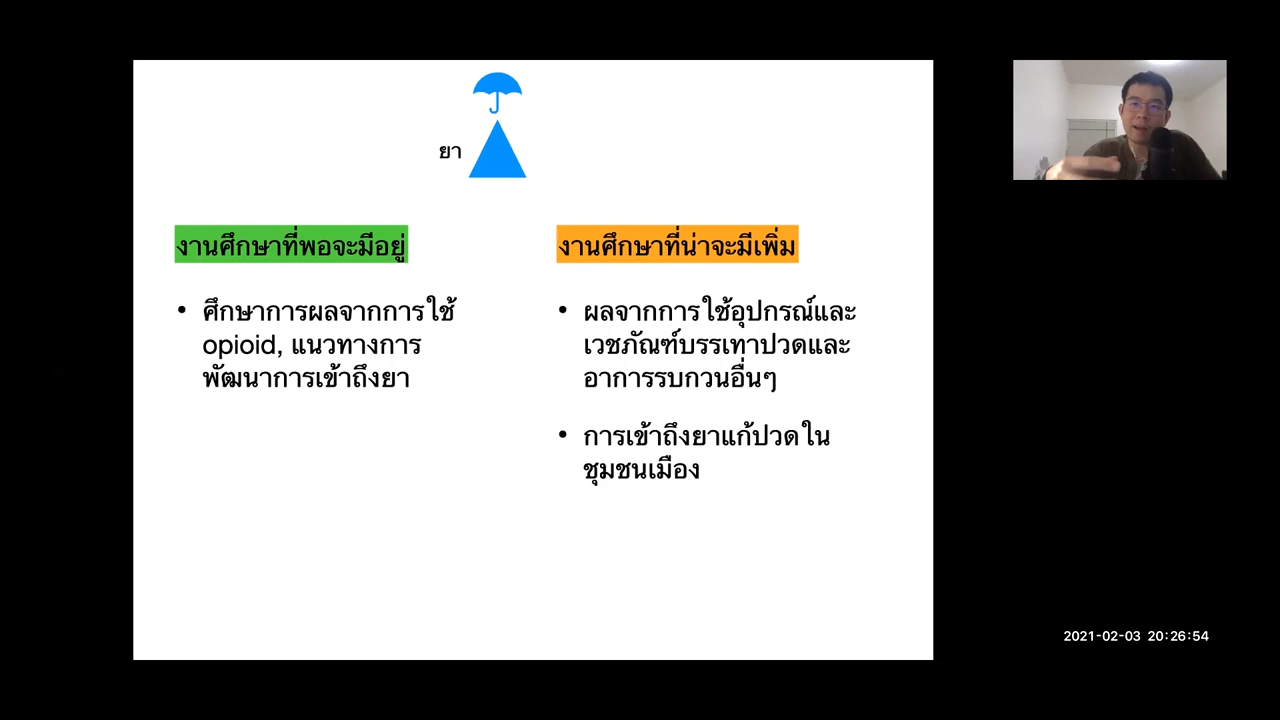 ยา
งานศึกษาที่พอจะมีอยู่
• ศึกษาการผลจากการใช้
opioid, แนวทางการ
พัฒนาการเข้าถึงยา
งานศึกษาที่น่าจะมีเพิ่ม
• ผลจากการใช้อุปกรณ์และ
เวชภัณฑ์บรรเทาปวดและ
อาการรบกวนอื่นๆ
• การเข้าถึงยาแก้ปวดใน
ชุมชนเมือง
2021-02-03 20:26:54